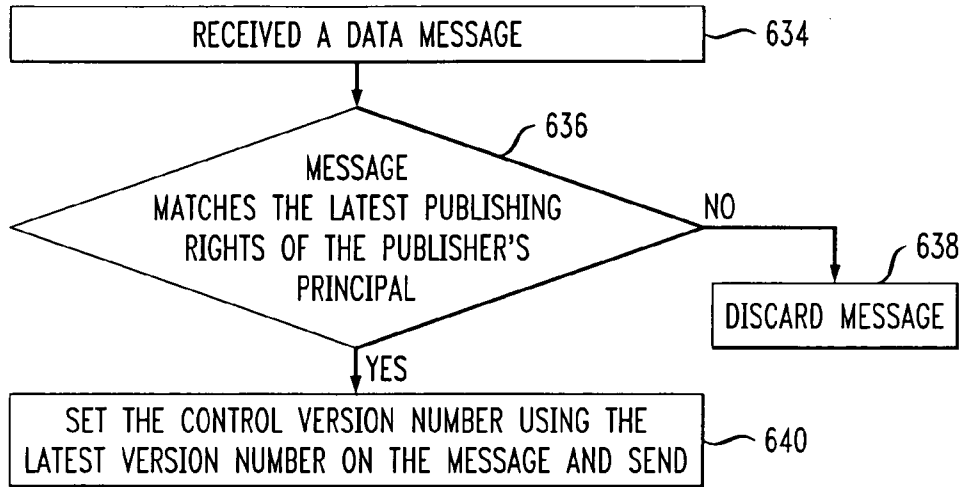 RECEIVED A DATA MESSAGE
634
636
MESSAGE
MATCHES THE LATEST PUBLISHING
RIGHTS OF THE PUBLISHER'S
PRINCIPAL
NO
638
DISCARD MESSAGE
YES
SET THE CONTROL VERSION NUMBER USING THE
LATEST VERSION NUMBER ON THE MESSAGE AND SEND
640